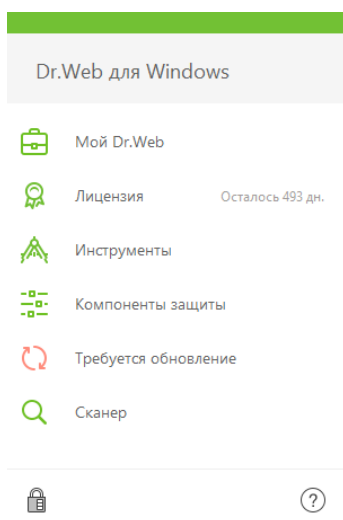 Dr.Web для Windows
Мой Dr.Web
Лицензия Осталось 493 дн.
Инструменты
Компоненты защиты
Требуется обновление
Сканер
?